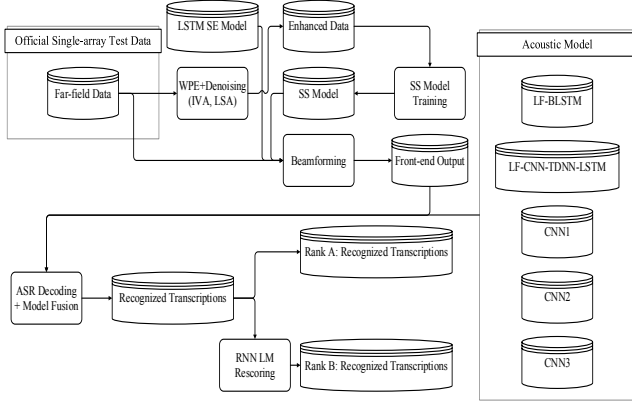 LSTM SE Model
Enhanced Data
Official Single-array Test Data
Acoustic Model
Far-field Data
WPE+Denoising
(IVA, LSA)
SS Model
SS Model
Training
LF-BLSTM
Beamforming
Front-end Output
LF-CNN-TDNN-LSTM
CNN1
Rank A: Recognized Transcriptions
ASR Decoding
+ Model Fusion
Recognized Transcriptions
CNN2
RNN LM
Rescoring
Rank B: Recognized Transcriptions
CNN3